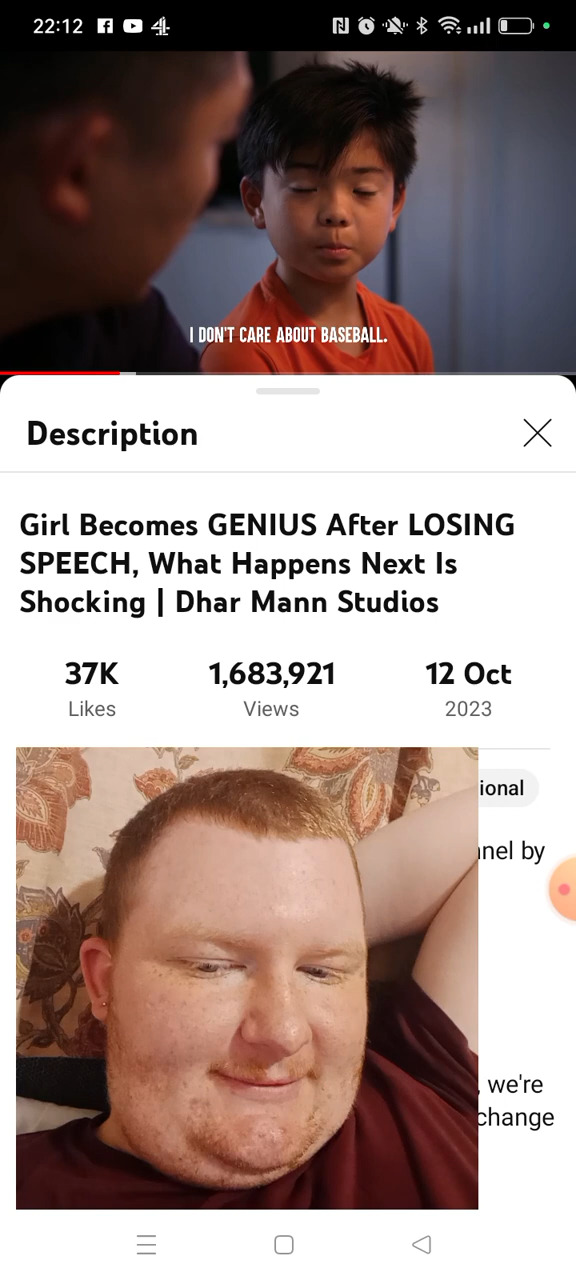 22:12
I DON'T CARE ABOUT BASEBALL.
Description
Girl Becomes GENIUS After LOSING
SPEECH, What Happens Next Is
Shocking | Dhar Mann Studios
37K
1,683,921
12 Oct
Likes
Views
2023
ional
nel by
, we're
change